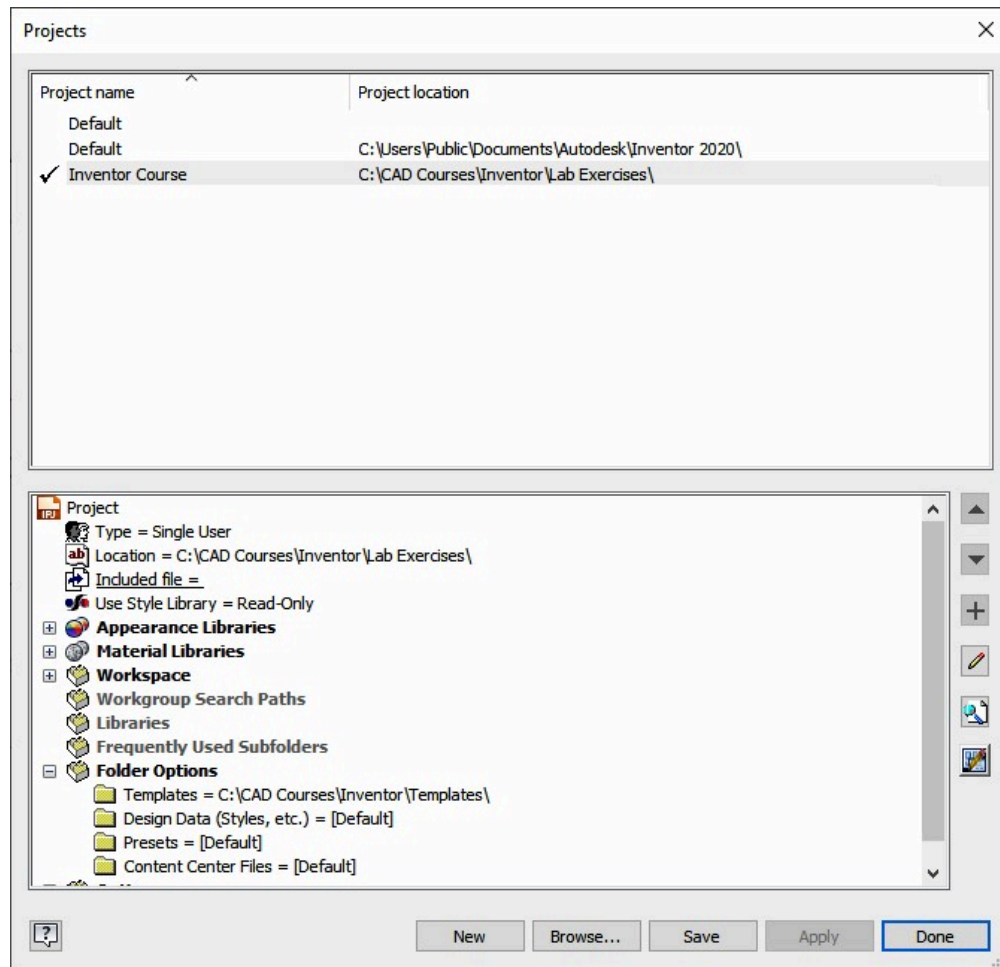 Projects
Project name Project location
Default
Default C:\Users\Public\Documents\Autodesk\Inventor 2020\
Inventor Course C:\CAD Courses\Inventor\Lab Exercises\
IPJ Project
Type = Single User
ab Location = C:\CAD Courses\Inventor\Lab Exercises\
Included file =
Use Style Library = Read-Only
Appearance Libraries
Material Libraries
Workspace
Workgroup Search Paths
Libraries
Frequently Used Subfolders
Folder Options
Templates = C:\CAD Courses\Inventor\Templates\
Design Data (Styles, etc.) = [Default]
Presets = [Default]
Content Center Files = [Default]
? New Browse... Save Apply Done